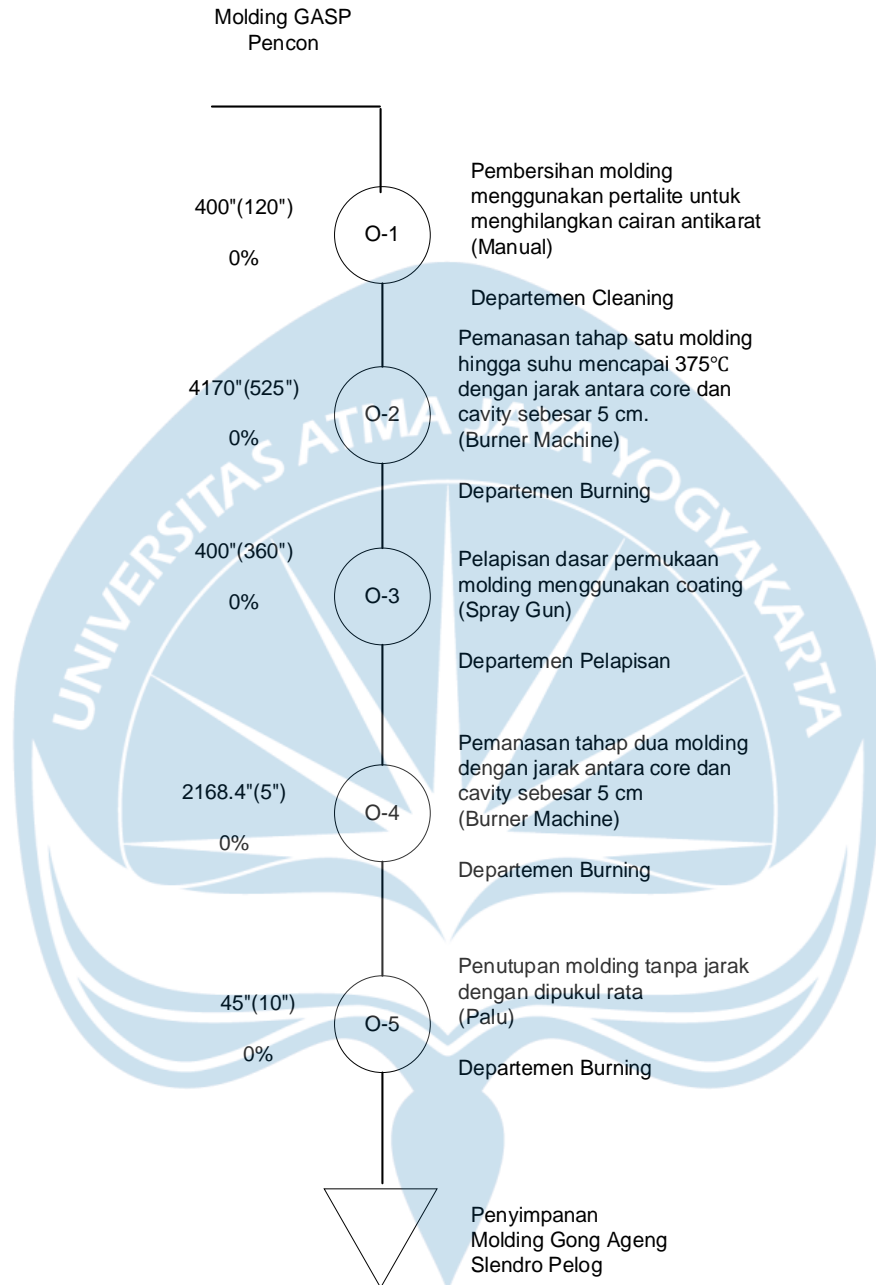 Molding GASP
Pencon
400"(120")
0%
O-1
Pembersihan molding
menggunakan pertalite untuk
menghilangkan cairan antikarat
(Manual)
Departemen Cleaning
4170"(525")
0%
O-2
Pemanasan tahap satu molding
hingga suhu mencapai 375℃
dengan jarak antara core dan
cavity sebesar 5 cm.
(Burner Machine)
Departemen Burning
400"(360")
0%
O-3
Pelapisan dasar permukaan
molding menggunakan coating
(Spray Gun)
Departemen Pelapisan
2168.4"(5")
0%
O-4
Pemanasan tahap dua molding
dengan jarak antara core dan
cavity sebesar 5 cm
(Burner Machine)
Departemen Burning
45"(10")
0%
O-5
Penutupan molding tanpa jarak
dengan dipukul rata
(Palu)
Departemen Burning
Penyimpanan
Molding Gong Ageng
Slendro Pelog
UNIVERSITAS ATMA JAYA YOGYAKARTA